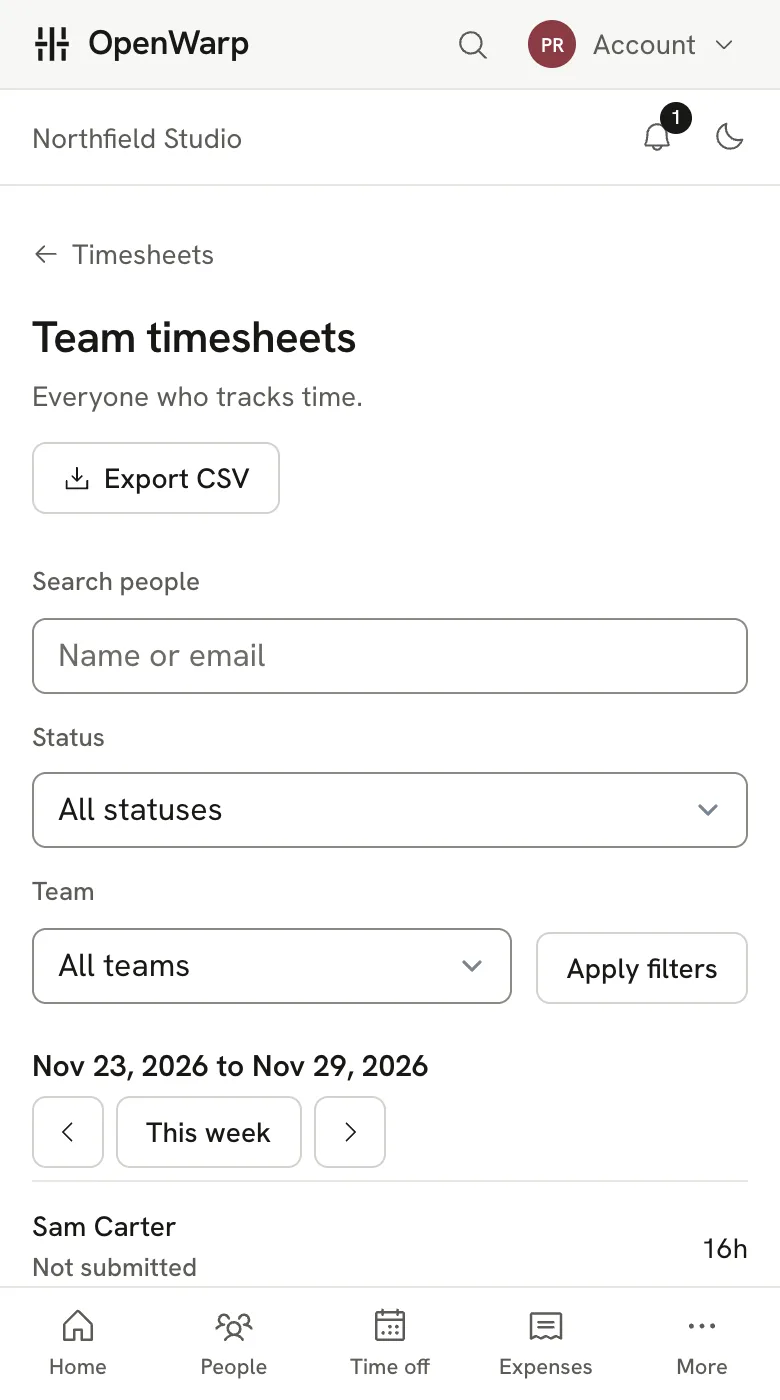 OpenWarp
PR Account
Northfield Studio
1
Timesheets
Team timesheets
Everyone who tracks time.
Export CSV
Search people
Name or email
Status
All statuses
Team
All teams
Apply filters
Nov 23, 2026 to Nov 29, 2026
This week
Sam Carter
16h
Not submitted
Home People Time off Expenses More